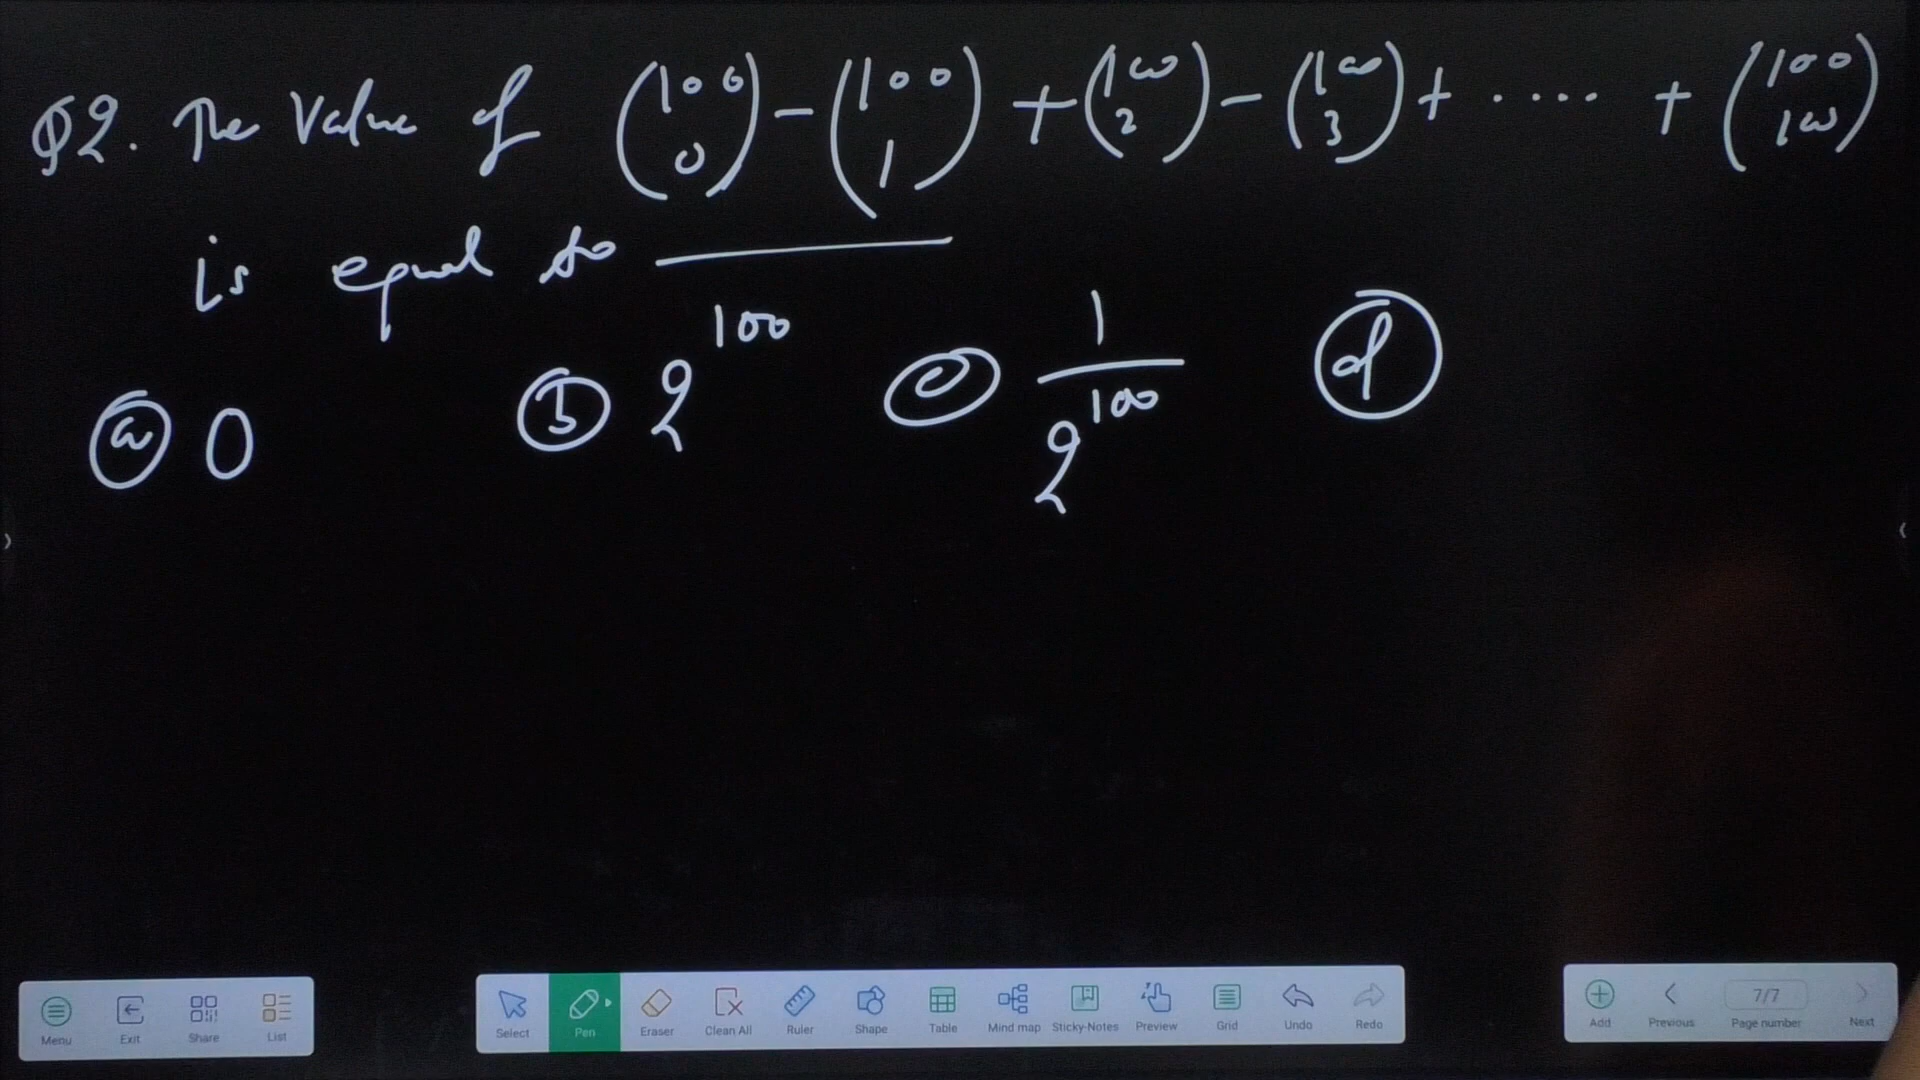 Q2. The Value of (100 0) - (100 1) + (100 2) - (100 3) + ..... + (100 100)
is equal to ______
(a) 0 (b) 2^100 (c) 1/2^100 (d)
Menu Exit Share List Select Pen Eraser Clean All Ruler Shape Table Mind map Sticky-Notes Preview Grid Undo Redo Add Previous 7/7 Page number Next